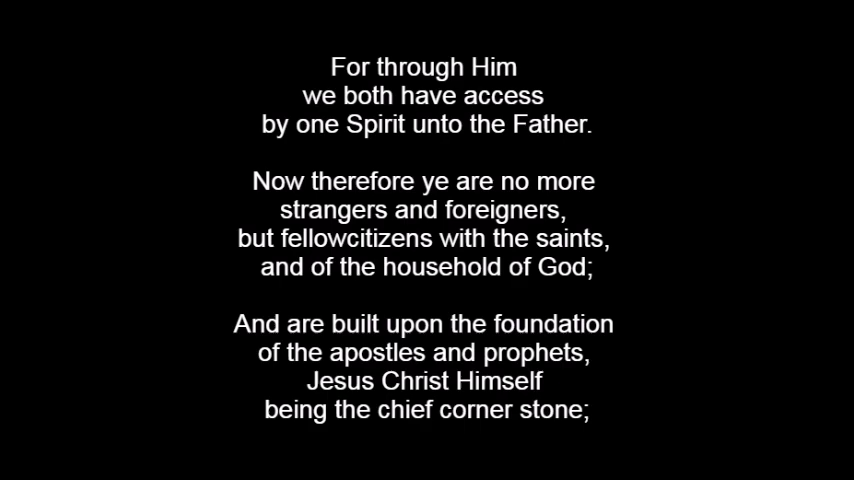 For through Him
we both have access
by one Spirit unto the Father.
Now therefore ye are no more
strangers and foreigners,
but fellowcitizens with the saints,
and of the household of God;
And are built upon the foundation
of the apostles and prophets,
Jesus Christ Himself
being the chief corner stone;